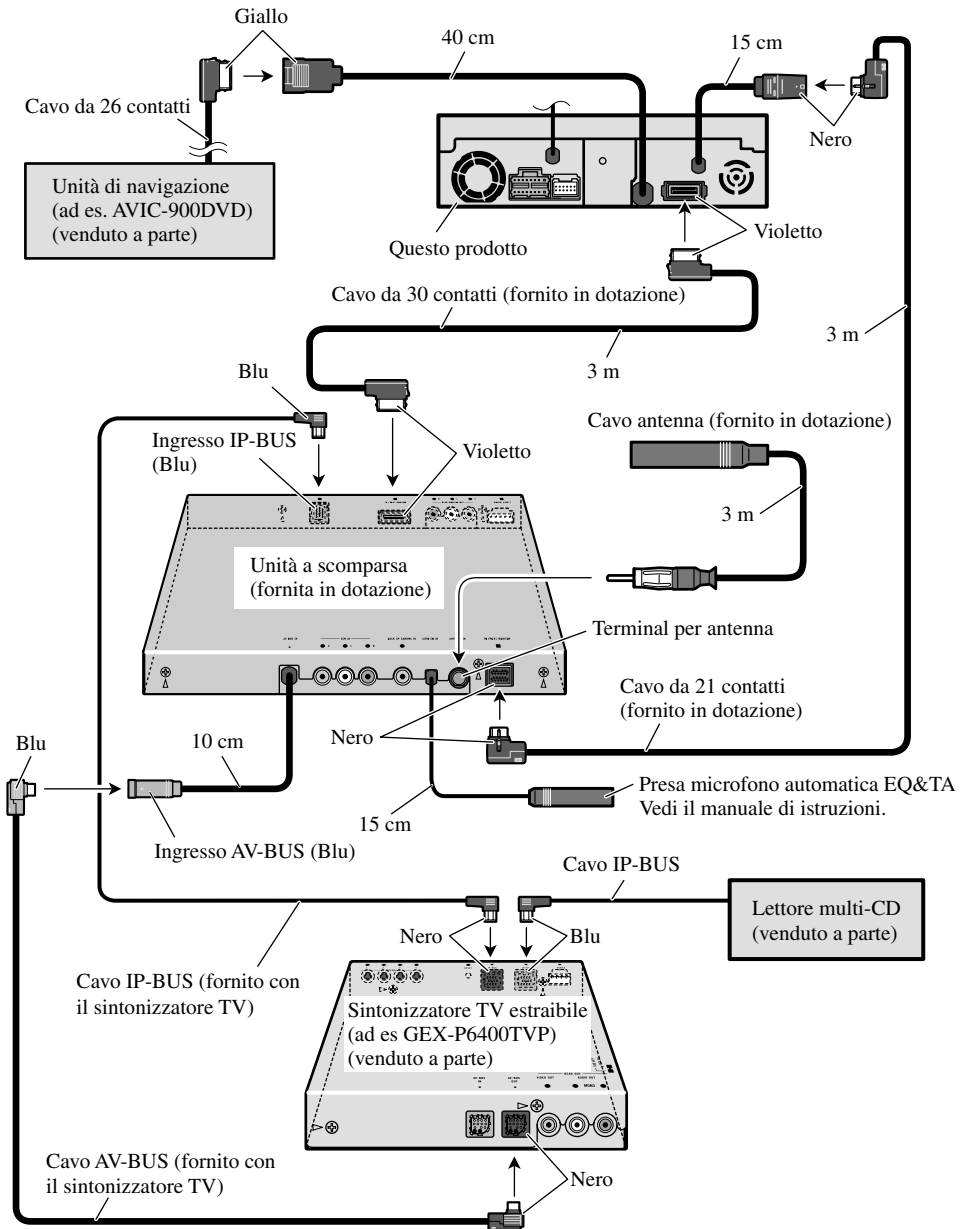 Giallo
40 cm
15 cm
Cavo da 26 contatti
Nero
Unità di navigazione
(ad es. AVIC-900DVD)
(venduto a parte)
Questo prodotto
Violetto
Cavo da 30 contatti (fornito in dotazione)
3 m
3 m
Blu
Cavo antenna (fornito in dotazione)
Ingresso IP-BUS
(Blu)
Violetto
3 m
Unità a scomparsa
(fornita in dotazione)
Terminal per antenna
Cavo da 21 contatti
(fornito in dotazione)
Blu
10 cm
Nero
Presa microfono automatica EQ&TA
Vedi il manuale di istruzioni.
15 cm
Ingresso AV-BUS (Blu)
Cavo IP-BUS
Lettore multi-CD
(venduto a parte)
Nero
Blu
Cavo IP-BUS (fornito con
il sintonizzatore TV)
Sintonizzatore TV estraibile
(ad es GEX-P6400TVP)
(venduto a parte)
Cavo AV-BUS (fornito con
il sintonizzatore TV)
Nero